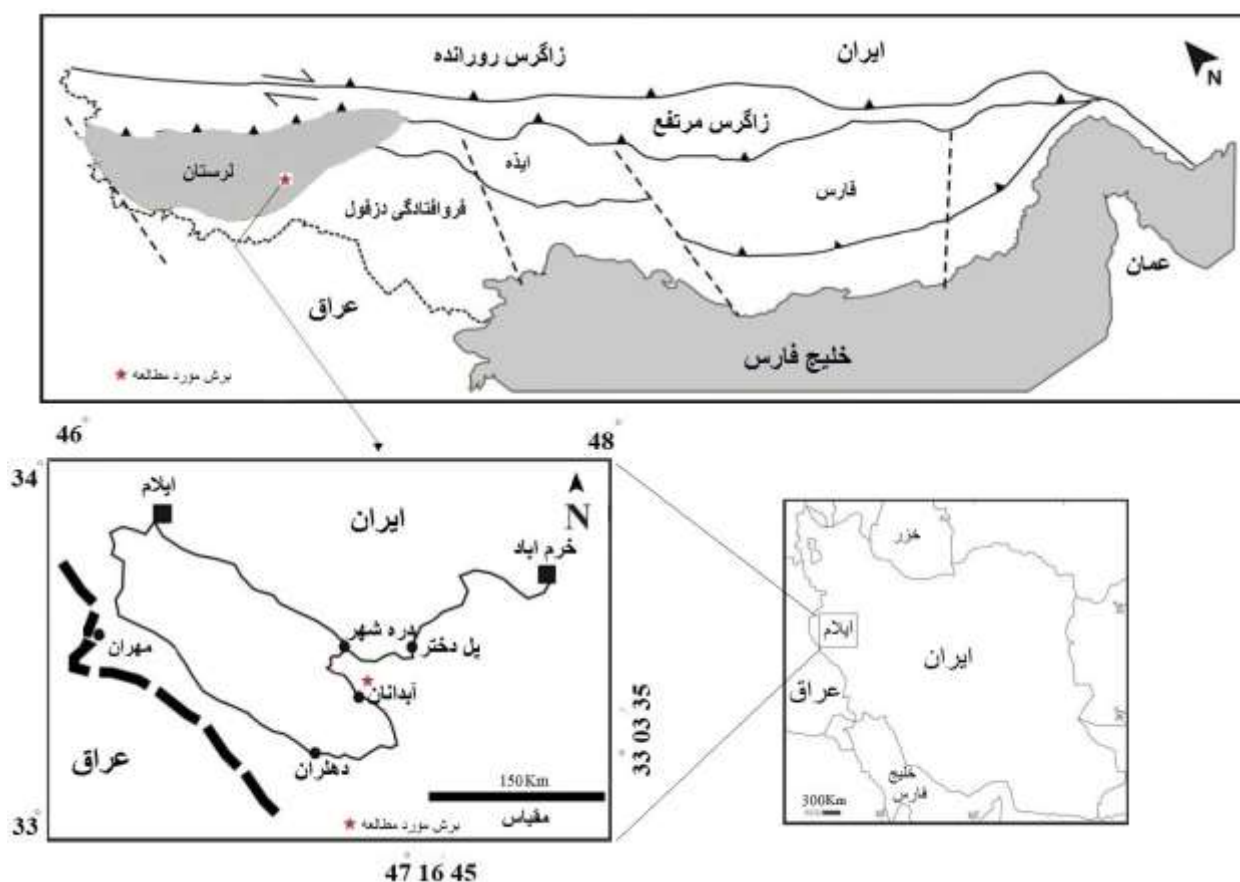 زاگرس رورانده
ایران
N
زاگرس مرتفع
ایذه
لرستان
فارس
فروافتادگی دزفول
عمان
عراق
خلیج فارس
برش مورد مطالعه
46°
48°
34°
ایلام
ایران
N
خرم اباد
دره شهر
پل دختر
مهران
آبدانان
عراق
دهلران
150Km
مقیاس
برش مورد مطالعه
33°
33 03 35
47 16 45
خزر
ایلام
ایران
عراق
خلیج
فارس
300Km